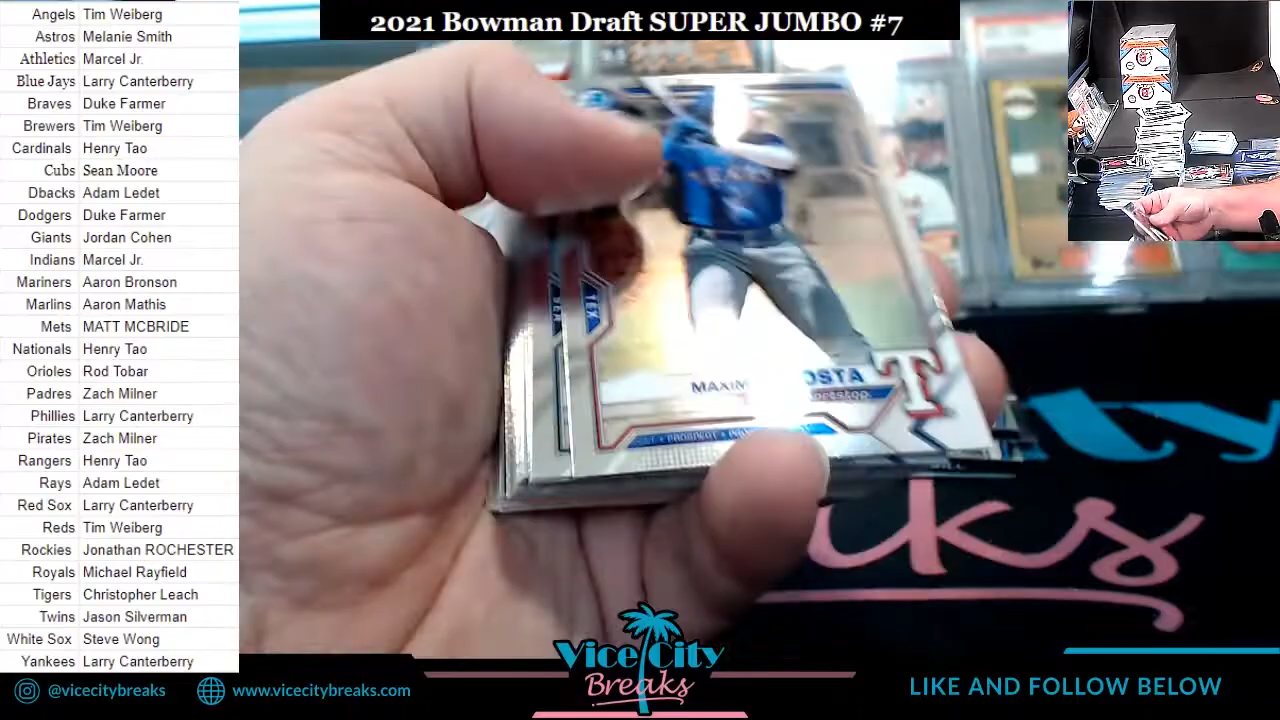 2021 Bowman Draft SUPER JUMBO #7
Angels Tim Weiberg
Astros Melanie Smith
Athletics Marcel Jr.
Blue Jays Larry Canterberry
Braves Duke Farmer
Brewers Tim Weiberg
Cardinals Henry Tao
Cubs Sean Moore
Dbacks Adam Ledet
Dodgers Duke Farmer
Giants Jordan Cohen
Indians Marcel Jr.
Mariners Aaron Bronson
Marlins Aaron Mathis
Mets MATT MCBRIDE
Nationals Henry Tao
Orioles Rod Tobar
Padres Zach Milner
Phillies Larry Canterberry
Pirates Zach Milner
Rangers Henry Tao
Rays Adam Ledet
Red Sox Larry Canterberry
Reds Tim Weiberg
Rockies Jonathan ROCHESTER
Royals Michael Rayfield
Tigers Christopher Leach
Twins Jason Silverman
White Sox Steve Wong
Yankees Larry Canterberry
TEX
T
@vicecitybreaks
www.vicecitybreaks.com
Vice City
Breaks
LIKE AND FOLLOW BELOW